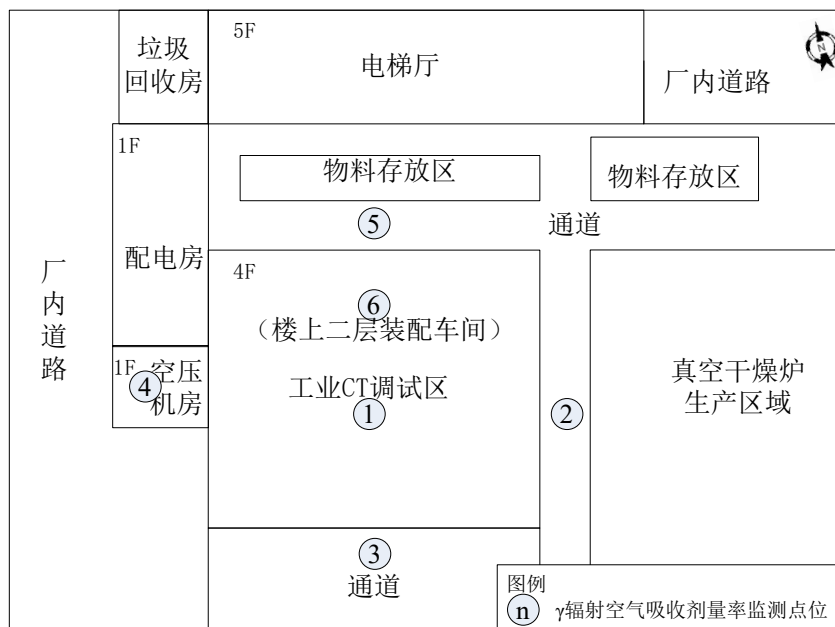 垃圾
回收房
5F
电梯厅
厂内道路
N
1F
配电房
物料存放区
物料存放区
5
通道
厂内道路
4F
6
（楼上二层装配车间）
工业CT调试区
1
1F 空压
机房
4
2
真空干燥炉
生产区域
3
通道
图例
n γ辐射空气吸收剂量率监测点位